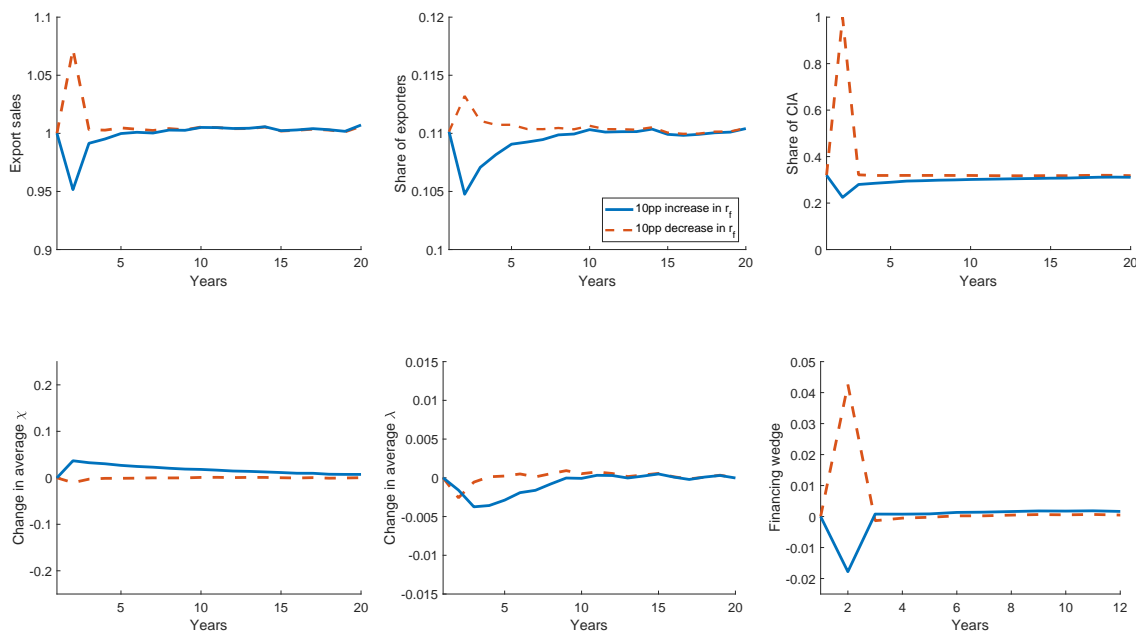 Export sales
1.1
1.05
1
0.95
0.9
5 10 15 20
Years
Share of exporters
0.12
0.115
0.11
0.105
0.1
5 10 15 20
Years
10pp increase in r_f
10pp decrease in r_f
Share of CIA
1
0.8
0.6
0.4
0.2
0
5 10 15 20
Years
Change in average χ
0.2
0.1
0
-0.1
-0.2
5 10 15 20
Years
Change in average λ
0.015
0.01
0.005
0
-0.005
-0.01
-0.015
5 10 15 20
Years
Financing wedge
0.05
0.04
0.03
0.02
0.01
0
-0.01
-0.02
2 4 6 8 10 12
Years